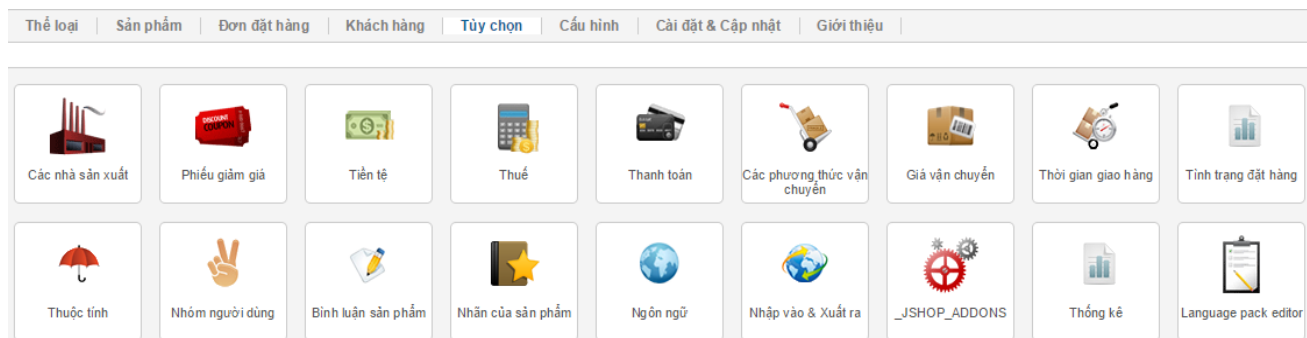 Thể loại Sản phẩm Đơn đặt hàng Khách hàng Tùy chọn Cấu hình Cài đặt & Cập nhật Giới thiệu
DISCOUNT
COUPON
Các nhà sản xuất Phiếu giảm giá Tiền tệ Thuế Thanh toán Các phương thức vận Giá vận chuyển Thời gian giao hàng Tình trạng đặt hàng
chuyển
Thuộc tính Nhóm người dùng Bình luận sản phẩm Nhãn của sản phẩm Ngôn ngữ Nhập vào & Xuất ra _JSHOP_ADDONS Thống kê Language pack editor